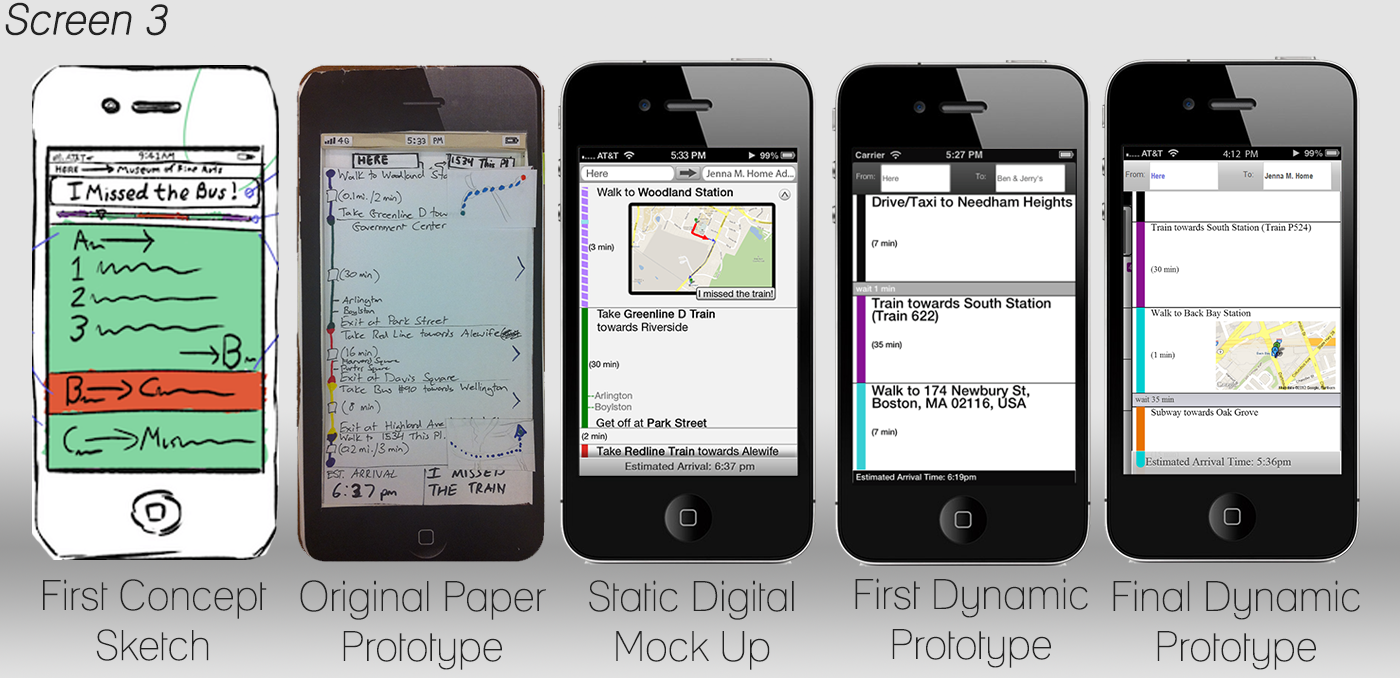 Screen 3
AT&T 9:41AM
HERE Museum of Fine Arts
I Missed the Bus!
A
1
2
3
B
B C
C M
First Concept
Sketch
4G 5:33 PM
HERE 1534 This Pl
Walk to Woodland Sta
(0.1mi./2min)
Take Greenline D tow
Government Center
(30 min)
Arlington
Boylston
Exit at Park Street
Take Red Line towards Alewife
(16 min)
Harvard Square
Porter Square
Exit at Davis Square
Take Bus #90 towards Wellington
(8 min)
Exit at Highland Ave
Walk to 1534 This Pl.
(0.2 mi./3 min)
EST. ARRIVAL
6:37 pm
I MISSED
THE TRAIN
Original Paper
Prototype
..... AT&T 5:33 PM 99%
Here Jenna M. Home Ad...
Walk to Woodland Station
(3 min)
I missed the train!
Take Greenline D Train
towards Riverside
(30 min)
Arlington
Boylston
Get off at Park Street
(2 min)
Take Redline Train towards Alewife
Estimated Arrival: 6:37 pm
Static Digital
Mock Up
Carrier 5:27 PM
From: Here To: Ben & Jerry's
Drive/Taxi to Needham Heights
(7 min)
wait 1 min
Train towards South Station
(Train 622)
(35 min)
Walk to 174 Newbury St,
Boston, MA 02116, USA
(7 min)
Estimated Arrival Time: 6:19pm
First Dynamic
Prototype
..... AT&T 4:12 PM 99%
From: Here To: Jenna M. Home
Train towards South Station (Train P524)
(30 min)
Walk to Back Bay Station
(1 min)
Google
wait 35 min
Subway towards Oak Grove
Estimated Arrival Time: 5:36pm
Final Dynamic
Prototype